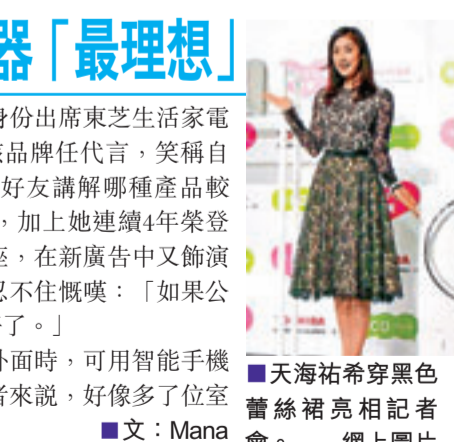 器「最理想」
身份出席東芝生活家電
品牌任代言，笑稱自
好友講解哪種產品較
，加上她連續4年榮登
座，在新廣告中又飾演
忍不住慨嘆：「如果公
了。」
外面時，可用智能手機
者來說，好像多了位室
■文：Mana
■天海祐希穿黑色
蕾絲裙亮相記者
會。 網上圖片